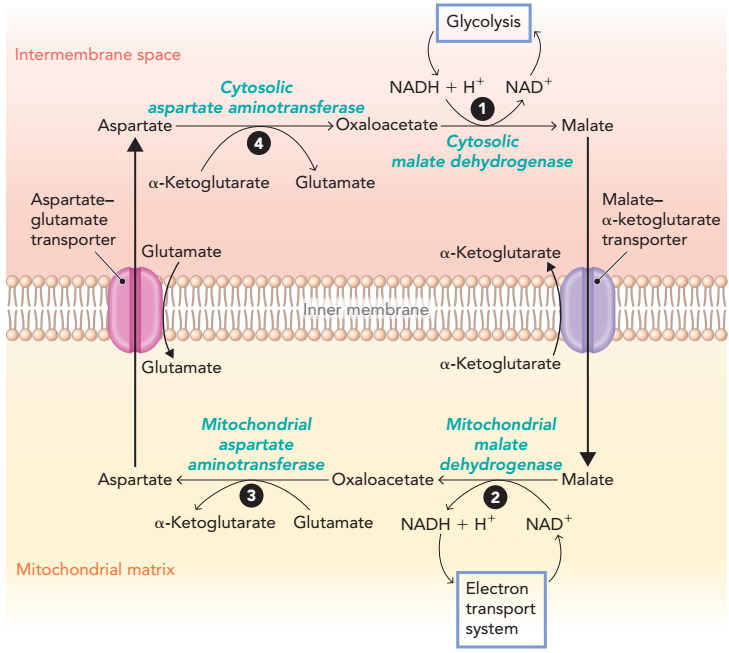 Glycolysis
Intermembrane space
NADH + H⁺
NAD⁺
Cytosolic
aspartate aminotransferase
1
Aspartate
Oxaloacetate
Malate
4
Cytosolic
malate dehydrogenase
α-Ketoglutarate
Glutamate
Aspartate–
glutamate
transporter
Malate–
α-ketoglutarate
transporter
Glutamate
α-Ketoglutarate
Inner membrane
Glutamate
α-Ketoglutarate
Mitochondrial
aspartate
aminotransferase
Mitochondrial
malate
dehydrogenase
Aspartate
Oxaloacetate
Malate
3
2
α-Ketoglutarate
Glutamate
NADH + H⁺
NAD⁺
Mitochondrial matrix
Electron
transport
system